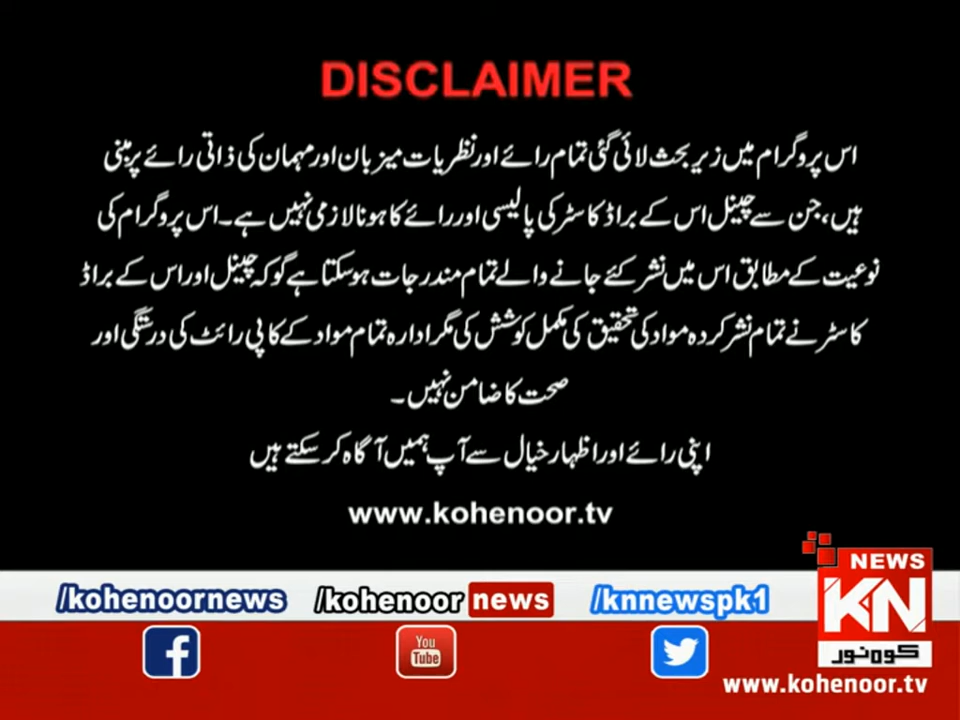 DISCLAIMER
اس پروگرام میں زیر بحث لائی گئی تمام رائے اور نظریات میزبان اور مہمان کی ذاتی رائے پر مبنی
ہیں، جن سے چینل اس کے براڈ کاسٹر کی پالیسی اور رائے کا ہونا لازمی نہیں ہے۔ اس پروگرام کی
نوعیت کے مطابق اس میں نشر کئے جانے والے تمام مندرجات ہو سکتا ہے گو کہ چینل اور اس کے براڈ
کاسٹر نے تمام نشر کردہ مواد کی تحقیق کی مکمل کوشش کی مگر ادارہ تمام مواد کے کاپی رائٹ کی درستگی اور
صحت کا ضامن نہیں۔
اپنی رائے اور اظہار خیال سے آپ ہمیں آگاہ کر سکتے ہیں
www.kohenoor.tv
/kohenoornews
/kohenoor news
/knnewspk1
f
You
Tube
NEWS
KN
کوہ نور
www.kohenoor.tv